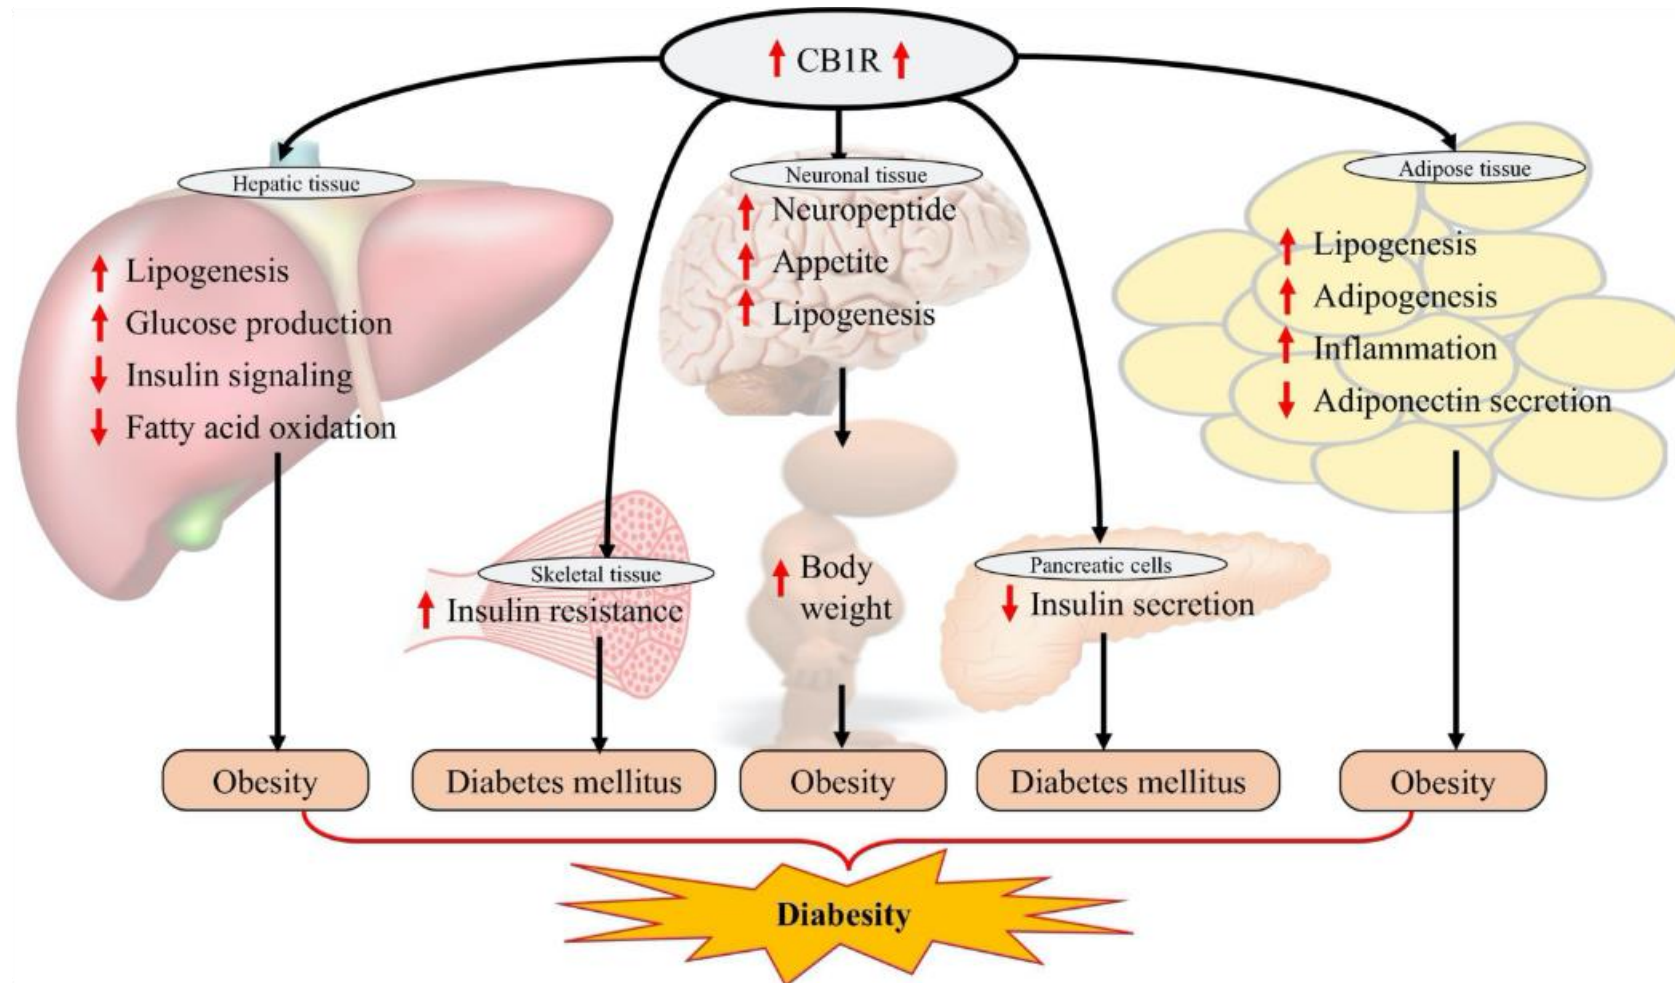 CB1R
Hepatic tissue
Lipogenesis
Glucose production
Insulin signaling
Fatty acid oxidation
Neuronal tissue
Neuropeptide
Appetite
Lipogenesis
Adipose tissue
Lipogenesis
Adipogenesis
Inflammation
Adiponectin secretion
Skeletal tissue
Insulin resistance
Body
weight
Pancreatic cells
Insulin secretion
Obesity
Diabetes mellitus
Obesity
Diabetes mellitus
Obesity
Diabesity